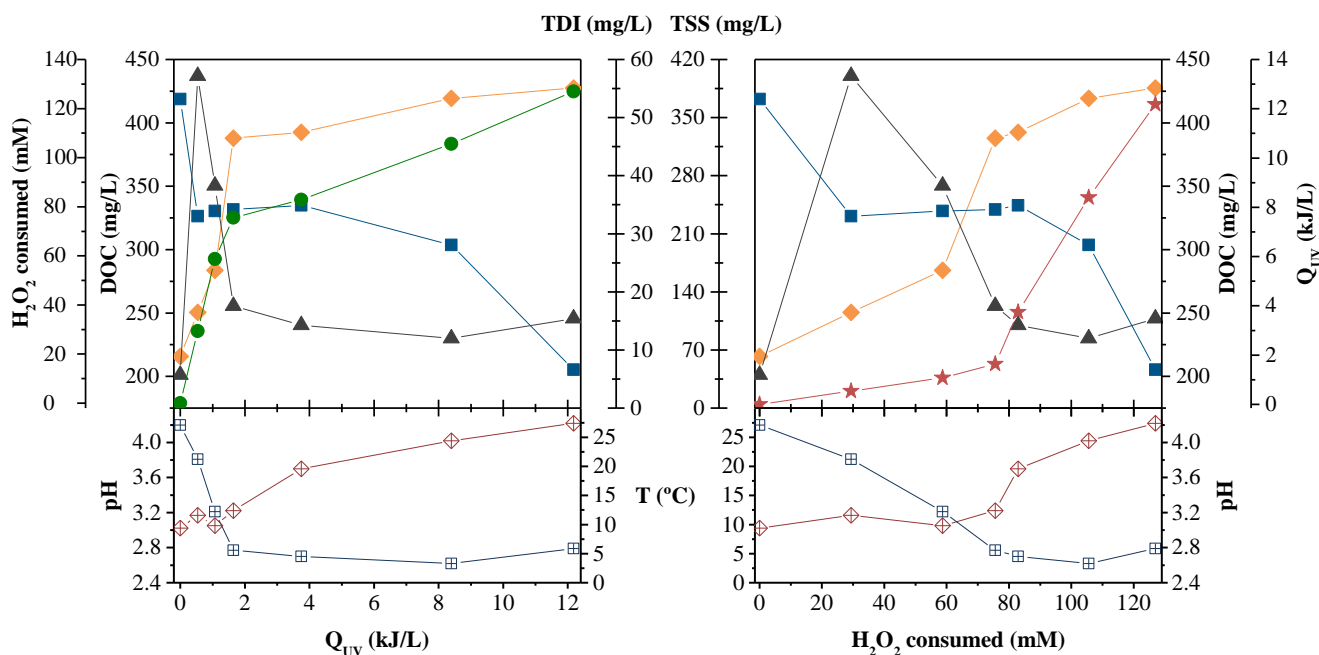 TDI (mg/L) TSS (mg/L)
140 450 60 420 450 14
120 400 50 350 400 12
100 350 40 280 350 10
80 300 30 210 300 8
60 250 20 140 250 6
40 200 10 70 200 4
20 0 0 2
0 0
H₂O₂ consumed (mM)
DOC (mg/L)
DOC (mg/L)
Q_UV (kJ/L)
4.0 25 25 4.0
3.6 20 20 3.6
3.2 15 15 3.2
2.8 10 10 2.8
2.4 5 5 2.4
0 0
pH
T (ºC)
pH
0 2 4 6 8 10 12 0 20 40 60 80 100 120
Q_UV (kJ/L) H₂O₂ consumed (mM)